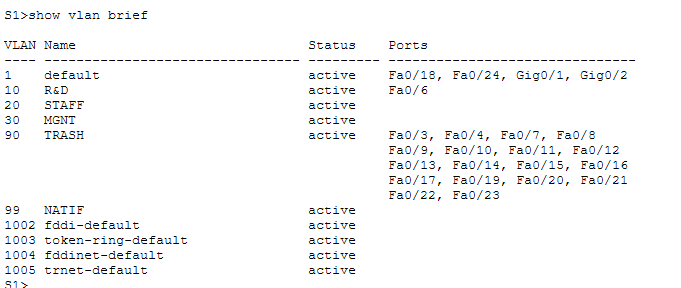 S1>show vlan brief
VLAN Name                             Status    Ports
---- -------------------------------- --------- -------------------------------
1    default                          active    Fa0/18, Fa0/24, Gig0/1, Gig0/2
10   R&D                              active    Fa0/6
20   STAFF                            active
30   MGNT                             active
90   TRASH                            active    Fa0/3, Fa0/4, Fa0/7, Fa0/8
                                                Fa0/9, Fa0/10, Fa0/11, Fa0/12
                                                Fa0/13, Fa0/14, Fa0/15, Fa0/16
                                                Fa0/17, Fa0/19, Fa0/20, Fa0/21
                                                Fa0/22, Fa0/23
99   NATIF                            active
1002 fddi-default                     active
1003 token-ring-default               active
1004 fddinet-default                  active
1005 trnet-default                    active
S1>